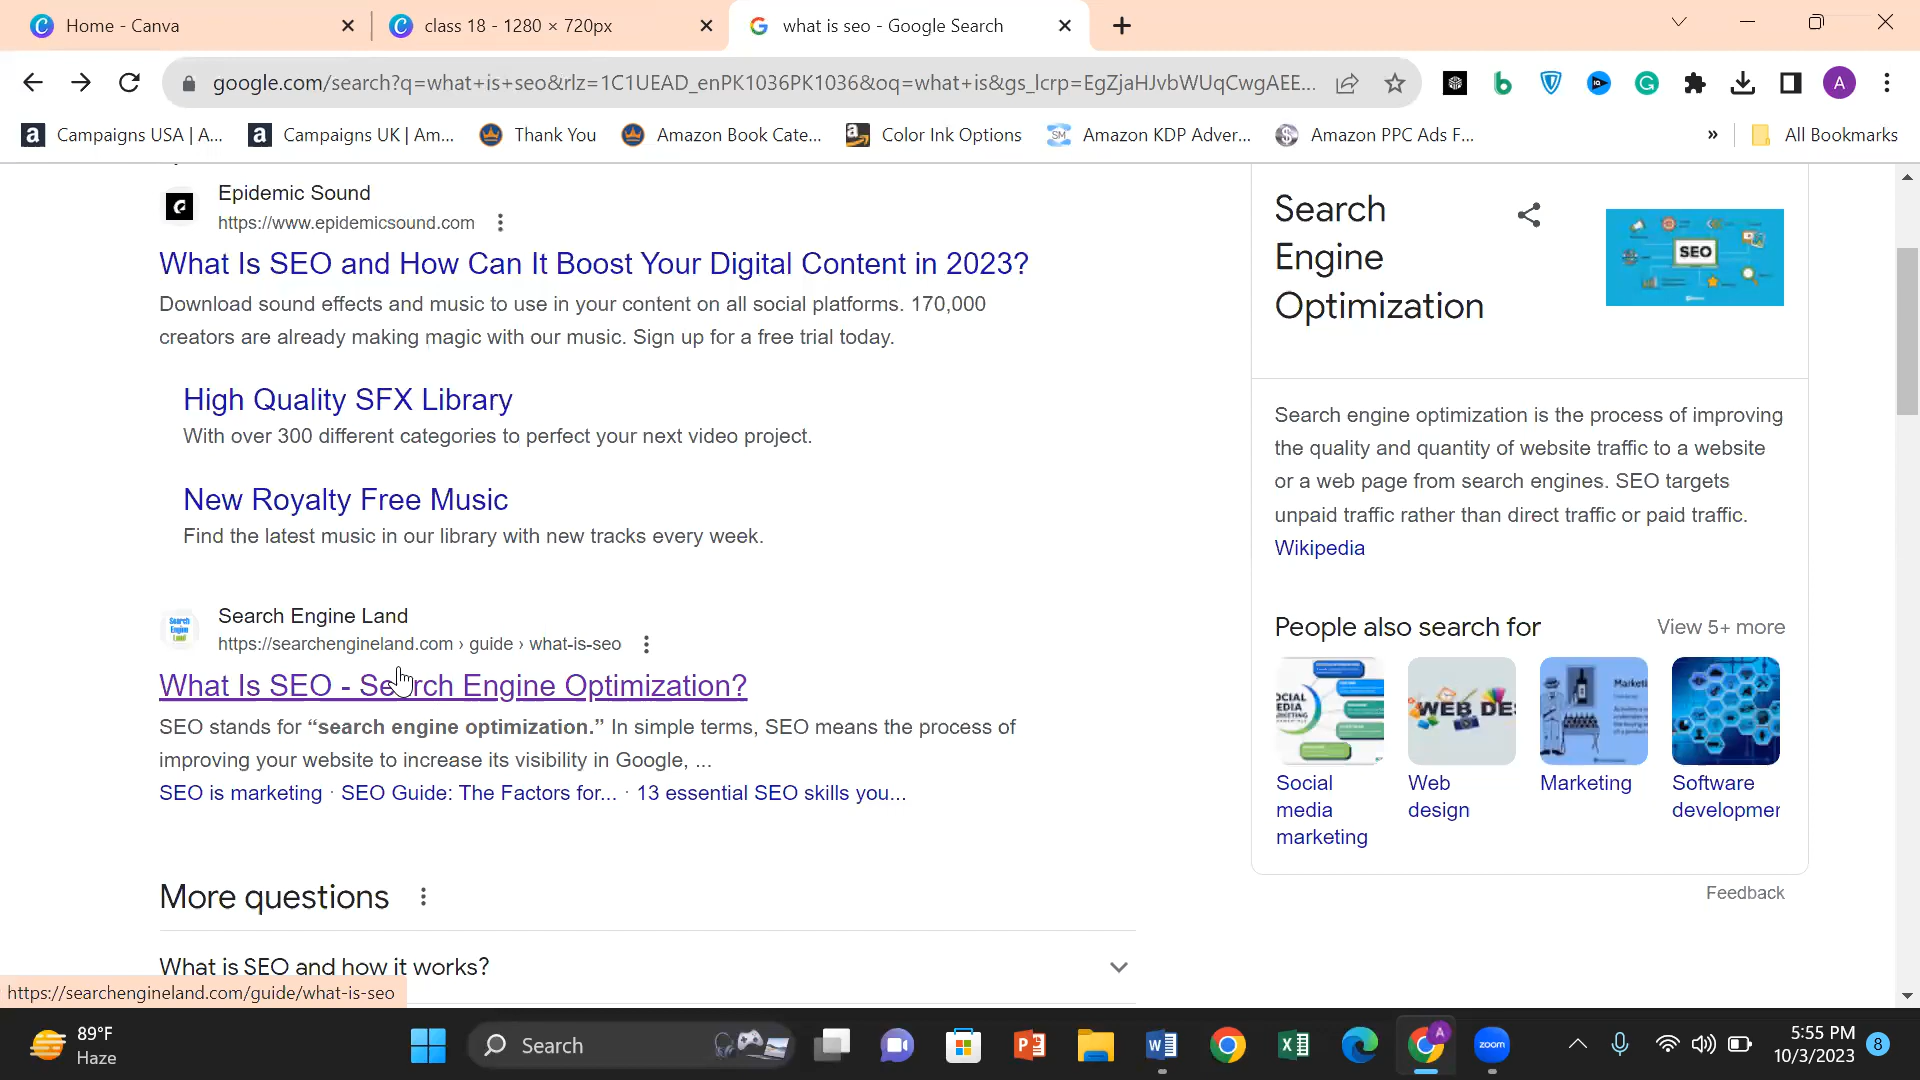 Home - Canva
class 18 - 1280 × 720px
what is seo - Google Search
google.com/search?q=what+is+seo&rlz=1C1UEAD_enPK1036PK1036&oq=what+is&gs_lcrp=EgZjaHJvbWUqCwgAEE...
A
Campaigns USA | A...
Campaigns UK | Am...
Thank You
Amazon Book Cate...
Color Ink Options
Amazon KDP Adver...
Amazon PPC Ads F...
»
All Bookmarks
Epidemic Sound
https://www.epidemicsound.com
What Is SEO and How Can It Boost Your Digital Content in 2023?
Download sound effects and music to use in your content on all social platforms. 170,000
creators are already making magic with our music. Sign up for a free trial today.
High Quality SFX Library
With over 300 different categories to perfect your next video project.
New Royalty Free Music
Find the latest music in our library with new tracks every week.
Search Engine Land
Search Engine Land
https://searchengineland.com › guide › what-is-seo
What Is SEO - Search Engine Optimization?
SEO stands for “search engine optimization.” In simple terms, SEO means the process of
improving your website to increase its visibility in Google, ...
SEO is marketing · SEO Guide: The Factors for... · 13 essential SEO skills you...
More questions
What is SEO and how it works?
https://searchengineland.com/guide/what-is-seo
Search
Engine
Optimization
SEO
Search engine optimization is the process of improving
the quality and quantity of website traffic to a website
or a web page from search engines. SEO targets
unpaid traffic rather than direct traffic or paid traffic.
Wikipedia
People also search for
View 5+ more
OCIAL
EDIA
MARKETING
WEB DES
Marketi
Social
media
marketing
Web
design
Marketing
Software
developmer
Feedback
89°F
Haze
Search
zoom
A
5:55 PM
10/3/2023
8